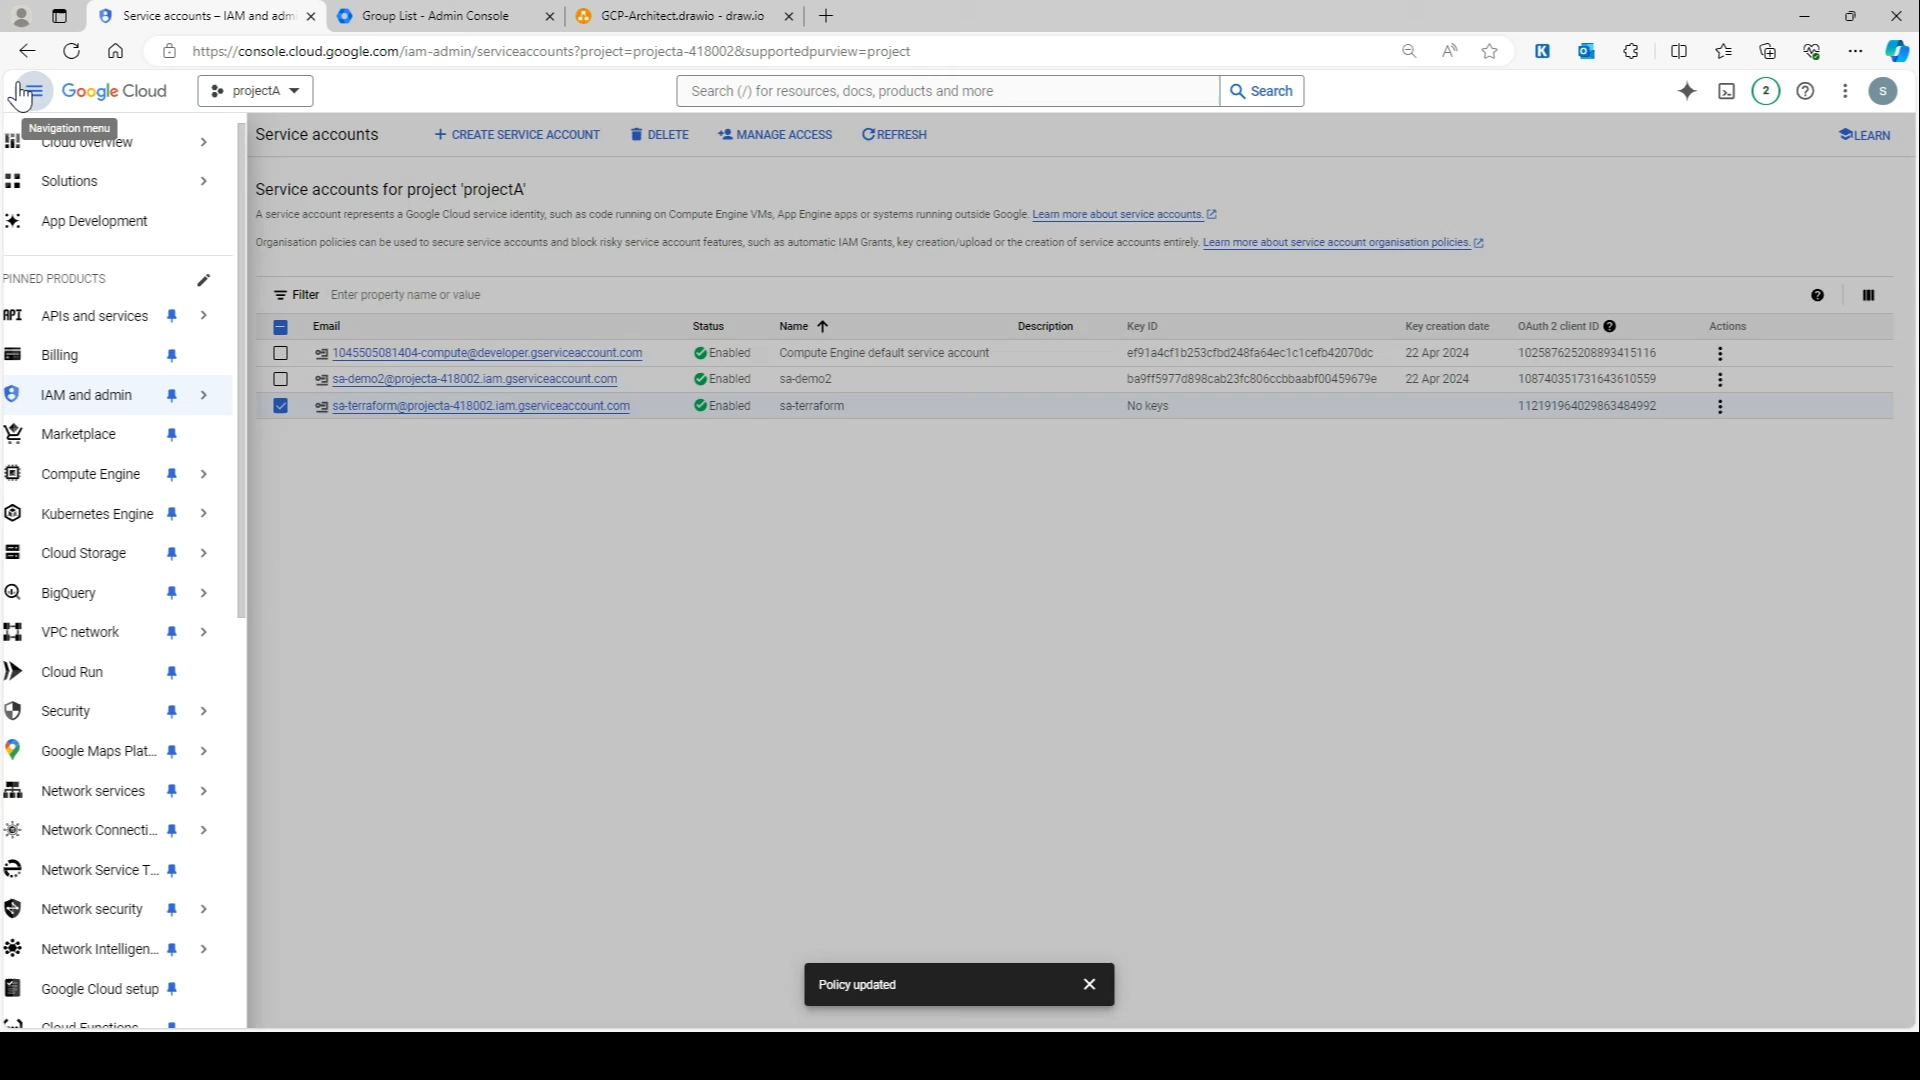 Service accounts – IAM and adm
Group List - Admin Console
GCP-Architect.drawio - draw.io
https://console.cloud.google.com/iam-admin/serviceaccounts?project=projecta-418002&supportedpurview=project
Google Cloud
projectA
Search (/) for resources, docs, products and more
Search
2
S
Navigation menu
Cloud overview
Solutions
App Development
PINNED PRODUCTS
API APIs and services
Billing
IAM and admin
Marketplace
Compute Engine
Kubernetes Engine
Cloud Storage
BigQuery
VPC network
Cloud Run
Security
Google Maps Plat...
Network services
Network Connecti...
Network Service T...
Network security
Network Intelligen...
Google Cloud setup
Cloud Functions
Service accounts
CREATE SERVICE ACCOUNT
DELETE
MANAGE ACCESS
REFRESH
LEARN
Service accounts for project 'projectA'
A service account represents a Google Cloud service identity, such as code running on Compute Engine VMs, App Engine apps or systems running outside Google. Learn more about service accounts.
Organisation policies can be used to secure service accounts and block risky service account features, such as automatic IAM Grants, key creation/upload or the creation of service accounts entirely. Learn more about service account organisation policies.
Filter Enter property name or value
Email Status Name Description Key ID Key creation date OAuth 2 client ID Actions
1045505081404-compute@developer.gserviceaccount.com Enabled Compute Engine default service account ef91a4cf1b253cfbd248fa64ec1c1cefb42070dc 22 Apr 2024 102587625208893415116
sa-demo2@projecta-418002.iam.gserviceaccount.com Enabled sa-demo2 ba9ff5977d898cab23fc806ccbbaabf00459679e 22 Apr 2024 108740351731643610559
sa-terraform@projecta-418002.iam.gserviceaccount.com Enabled sa-terraform No keys 112191964029863484992
Policy updated